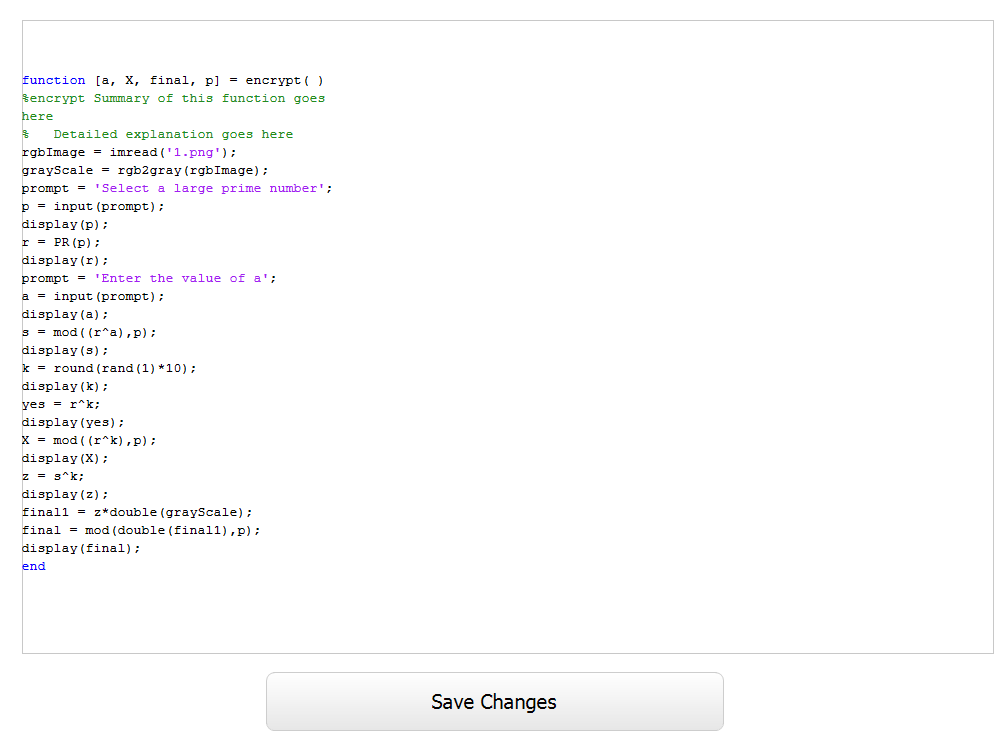 function [a, X, final, p] = encrypt( )
%encrypt Summary of this function goes
here
%   Detailed explanation goes here
rgbImage = imread('1.png');
grayScale = rgb2gray(rgbImage);
prompt = 'Select a large prime number';
p = input(prompt);
display(p);
r = PR(p);
display(r);
prompt = 'Enter the value of a';
a = input(prompt);
display(a);
s = mod((r^a),p);
display(s);
k = round(rand(1)*10);
display(k);
yes = r^k;
display(yes);
X = mod((r^k),p);
display(X);
z = s^k;
display(z);
final1 = z*double(grayScale);
final = mod(double(final1),p);
display(final);
end
Save Changes